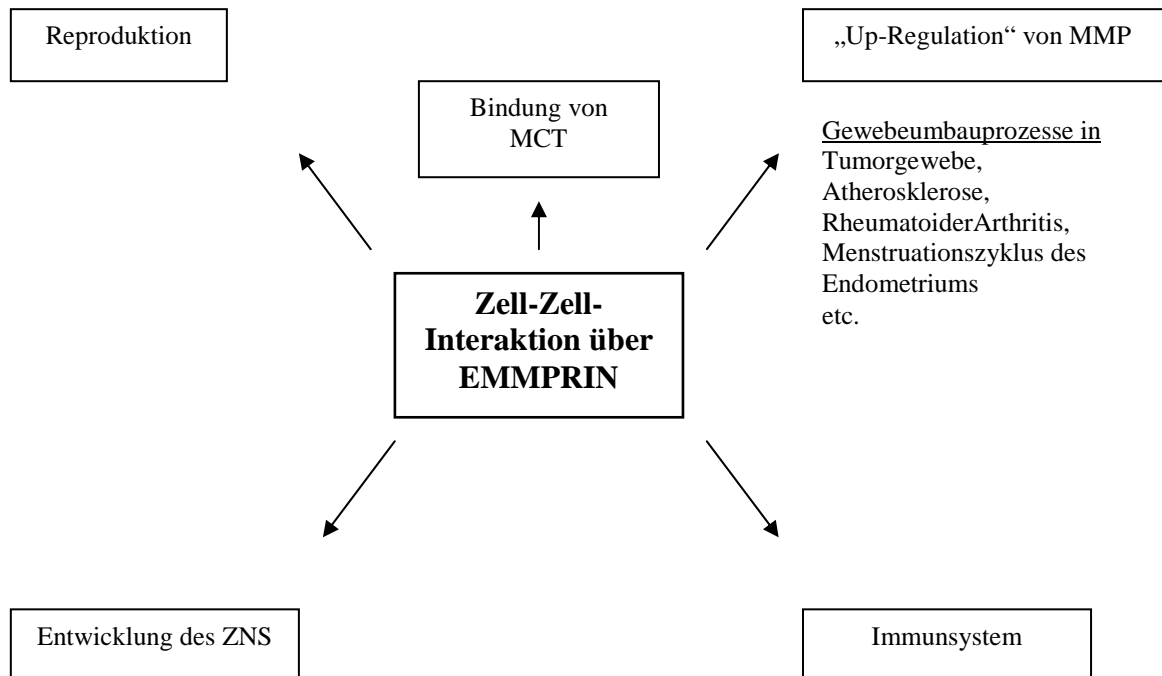 Reproduktion
„Up-Regulation“ von MMP
Bindung von
MCT
Gewebeumbauprozesse in
Tumorgewebe,
Atherosklerose,
RheumatoiderArthritis,
Menstruationszyklus des
Endometriums
etc.
Zell-Zell-
Interaktion über
EMMPRIN
Entwicklung des ZNS
Immunsystem